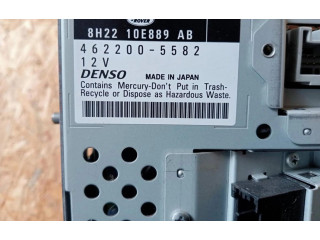 ROVER
8H22 10E889 AB
462200-5582
12V
DENSO MADE IN JAPAN
Contains Mercury-Don't Put in Trash-
Recycle or Dispose as Hazardous Waste.